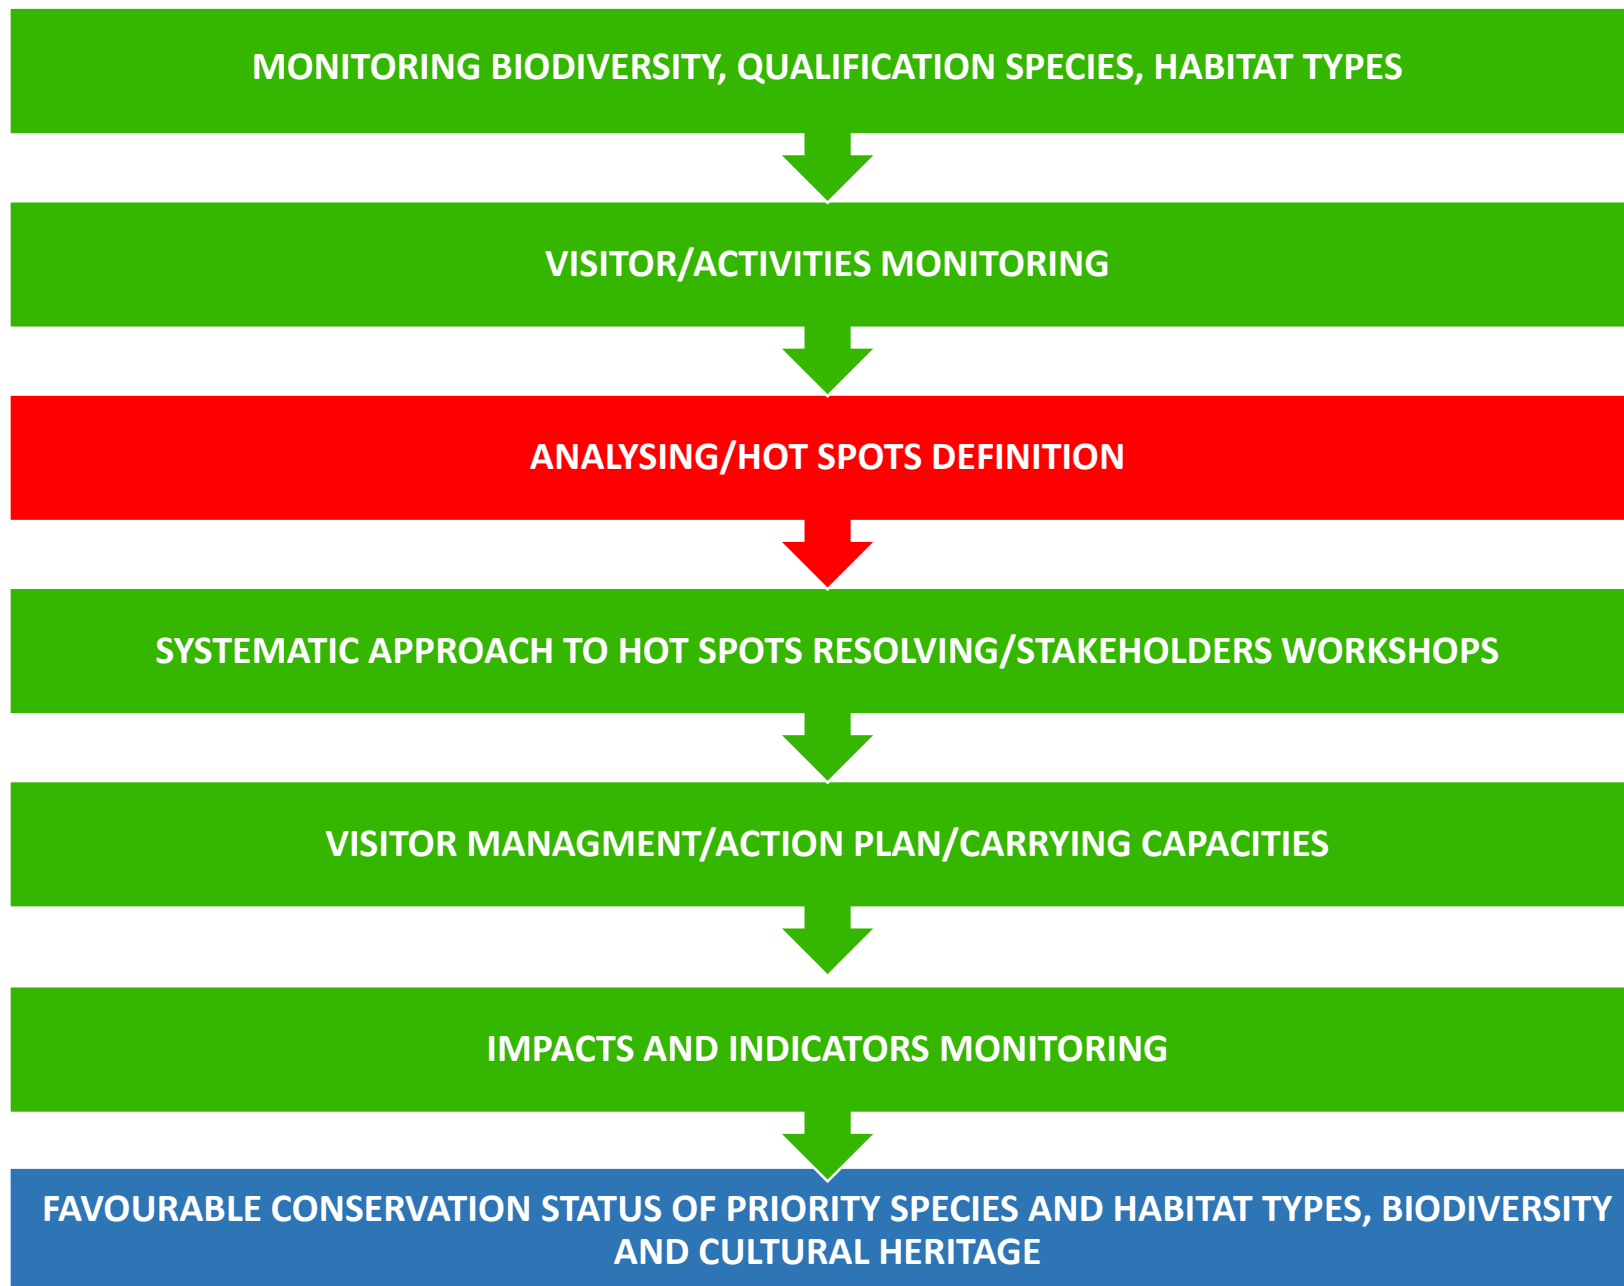 MONITORING BIODIVERSITY, QUALIFICATION SPECIES, HABITAT TYPES
VISITOR/ACTIVITIES MONITORING
ANALYSING/HOT SPOTS DEFINITION
SYSTEMATIC APPROACH TO HOT SPOTS RESOLVING/STAKEHOLDERS WORKSHOPS
VISITOR MANAGMENT/ACTION PLAN/CARRYING CAPACITIES
IMPACTS AND INDICATORS MONITORING
FAVOURABLE CONSERVATION STATUS OF PRIORITY SPECIES AND HABITAT TYPES, BIODIVERSITY
AND CULTURAL HERITAGE